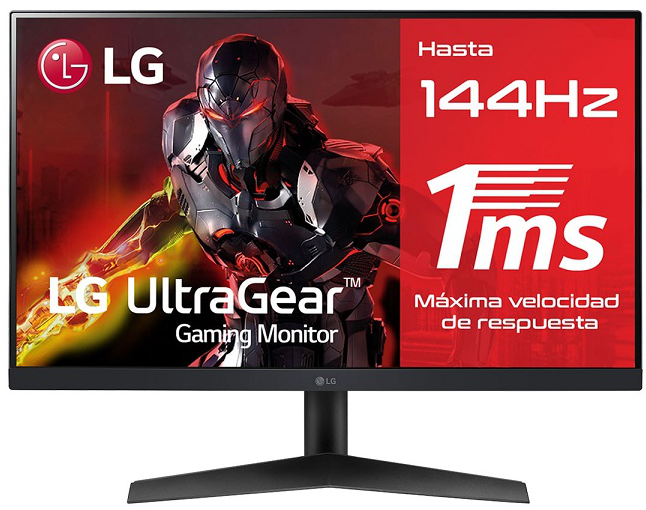 LG
LG UltraGear™
Gaming Monitor
Hasta
144Hz
1ms
Máxima velocidad
de respuesta
LG